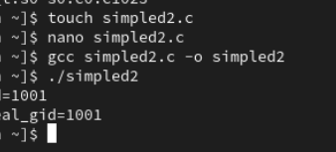 ~]$ touch simpled2.c
~]$ nano simpled2.c
~]$ gcc simpled2.c -o simpled2
~]$ ./simpled2
=1001
al_gid=1001
~]$